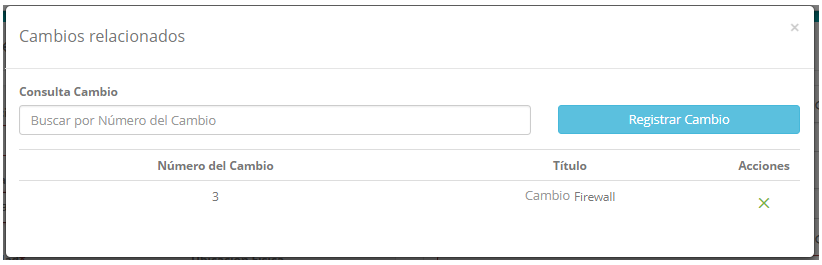 Cambios relacionados ×
Consulta Cambio
Buscar por Número del Cambio Registrar Cambio
Número del Cambio Título Acciones
3 Cambio Firewall